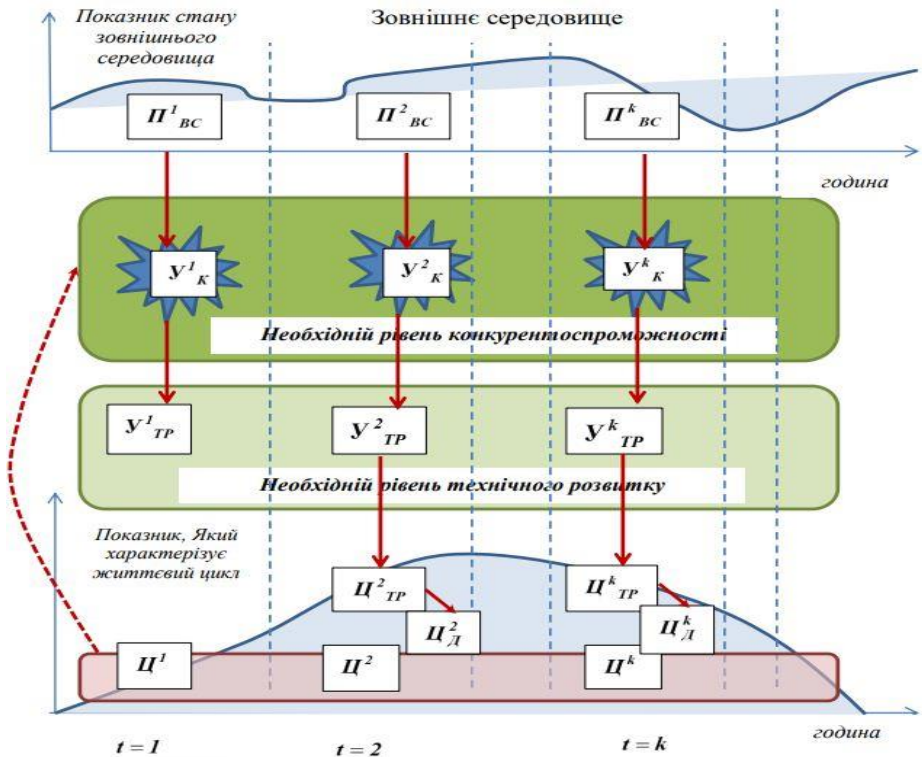 Показник стану
зовнішнього
середовища
Зовнішнє середовище
П¹ВС
П²ВС
ПᵏВС
година
У¹К
У²К
УᵏК
Необхідній рівень конкурентоспроможності
У¹ТР
У²ТР
УᵏТР
Необхідній рівень технічного розвитку
Показник, Який
характерізує
життєвий цикл
Ц²ТР
ЦᵏТР
Ц²Д
ЦᵏД
Ц¹
Ц²
Цᵏ
година
t = 1
t = 2
t = k